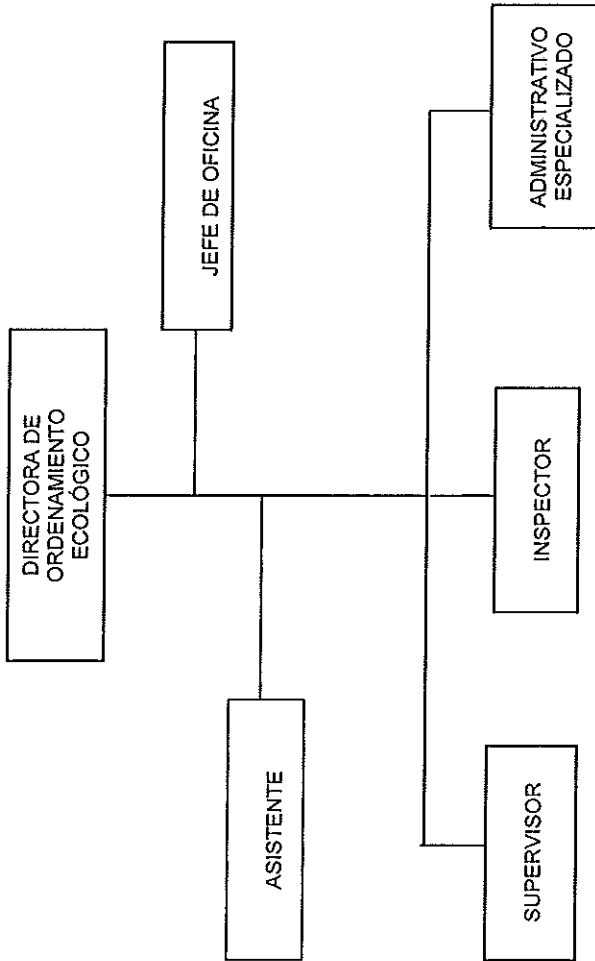 DIRECTORA DE
ORDENAMIENTO
ECOLÓGICO
JEFE DE OFICINA
ASISTENTE
SUPERVISOR
INSPECTOR
ADMINISTRATIVO
ESPECIALIZADO